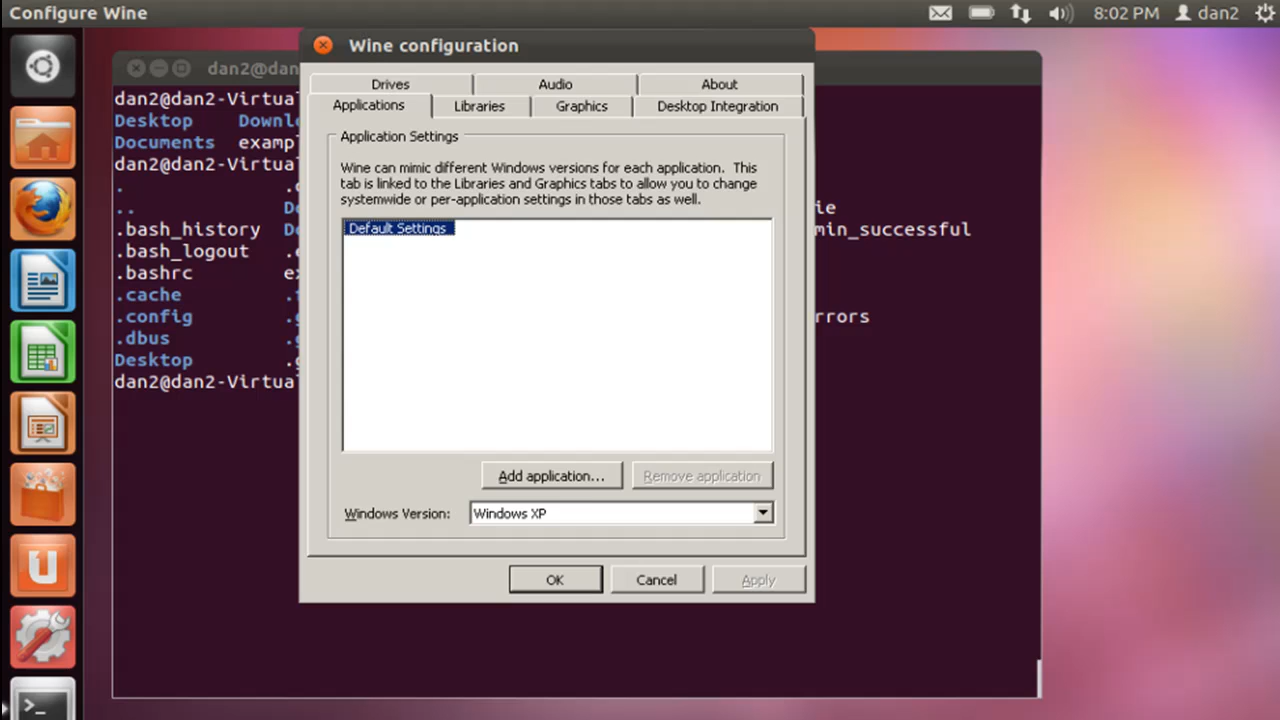 Configure Wine
8:02 PM dan2
Wine configuration
dan2@dan
Drives Audio About
Applications Libraries Graphics Desktop Integration
Application Settings
Wine can mimic different Windows versions for each application. This
tab is linked to the Libraries and Graphics tabs to allow you to change
systemwide or per-application settings in those tabs as well.
Default Settings
Add application... Remove application
Windows Version: Windows XP
OK Cancel Apply
dan2@dan2-Virtua
Desktop Downl
Documents examp
dan2@dan2-Virtua
.
..
.bash_history min_successful
.bash_logout
.bashrc
.cache
.config rrors
.dbus
Desktop
dan2@dan2-Virtua
>_